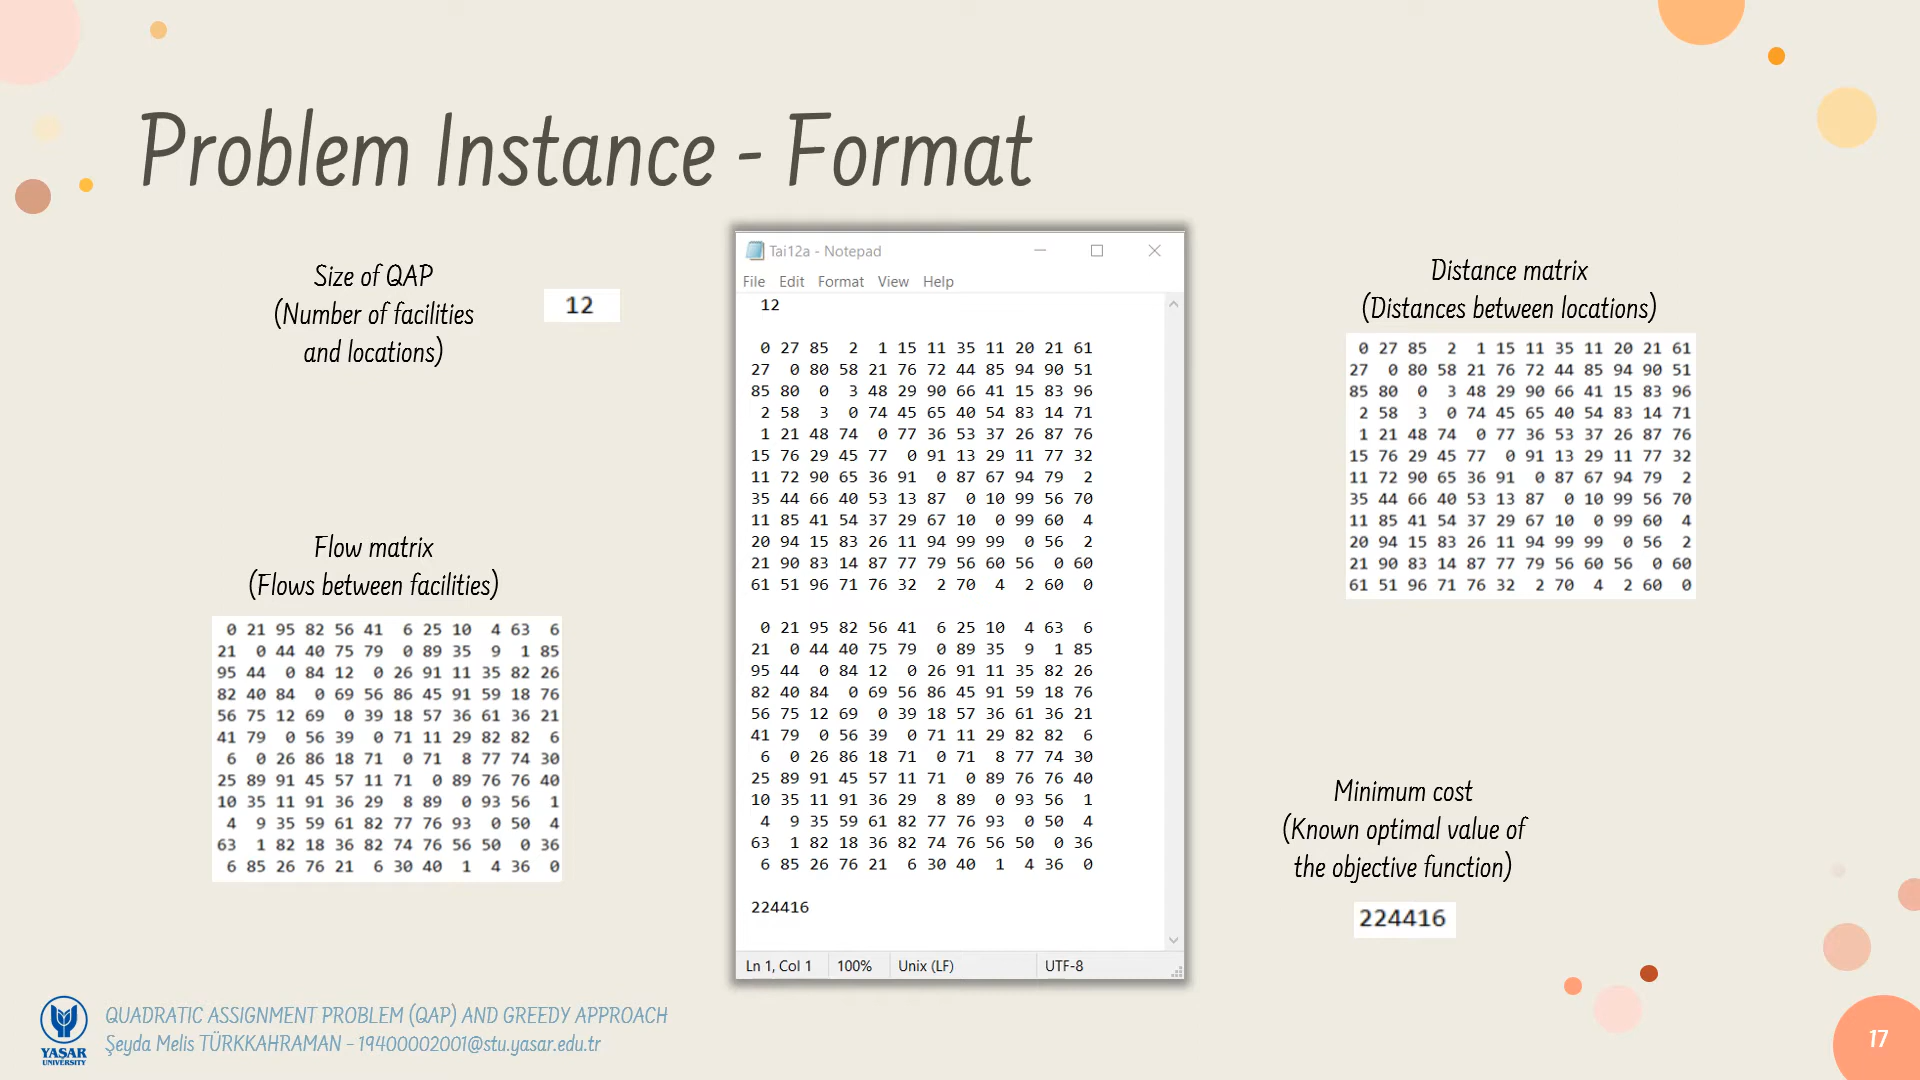 Problem Instance - Format
Size of QAP
(Number of facilities
and locations)
12
Flow matrix
(Flows between facilities)
0 21 95 82 56 41 6 25 10 4 63 6
21 0 44 40 75 79 0 89 35 9 1 85
95 44 0 84 12 0 26 91 11 35 82 26
82 40 84 0 69 56 86 45 91 59 18 76
56 75 12 69 0 39 18 57 36 61 36 21
41 79 0 56 39 0 71 11 29 82 82 6
6 0 26 86 18 71 0 71 8 77 74 30
25 89 91 45 57 11 71 0 89 76 76 40
10 35 11 91 36 29 8 89 0 93 56 1
4 9 35 59 61 82 77 76 93 0 50 4
63 1 82 18 36 82 74 76 56 50 0 36
6 85 26 76 21 6 30 40 1 4 36 0
Tai12a - Notepad
File Edit Format View Help
12
0 27 85 2 1 15 11 35 11 20 21 61
27 0 80 58 21 76 72 44 85 94 90 51
85 80 0 3 48 29 90 66 41 15 83 96
2 58 3 0 74 45 65 40 54 83 14 71
1 21 48 74 0 77 36 53 37 26 87 76
15 76 29 45 77 0 91 13 29 11 77 32
11 72 90 65 36 91 0 87 67 94 79 2
35 44 66 40 53 13 87 0 10 99 56 70
11 85 41 54 37 29 67 10 0 99 60 4
20 94 15 83 26 11 94 99 99 0 56 2
21 90 83 14 87 77 79 56 60 56 0 60
61 51 96 71 76 32 2 70 4 2 60 0
0 21 95 82 56 41 6 25 10 4 63 6
21 0 44 40 75 79 0 89 35 9 1 85
95 44 0 84 12 0 26 91 11 35 82 26
82 40 84 0 69 56 86 45 91 59 18 76
56 75 12 69 0 39 18 57 36 61 36 21
41 79 0 56 39 0 71 11 29 82 82 6
6 0 26 86 18 71 0 71 8 77 74 30
25 89 91 45 57 11 71 0 89 76 76 40
10 35 11 91 36 29 8 89 0 93 56 1
4 9 35 59 61 82 77 76 93 0 50 4
63 1 82 18 36 82 74 76 56 50 0 36
6 85 26 76 21 6 30 40 1 4 36 0
224416
Ln 1, Col 1 100% Unix (LF) UTF-8
Distance matrix
(Distances between locations)
0 27 85 2 1 15 11 35 11 20 21 61
27 0 80 58 21 76 72 44 85 94 90 51
85 80 0 3 48 29 90 66 41 15 83 96
2 58 3 0 74 45 65 40 54 83 14 71
1 21 48 74 0 77 36 53 37 26 87 76
15 76 29 45 77 0 91 13 29 11 77 32
11 72 90 65 36 91 0 87 67 94 79 2
35 44 66 40 53 13 87 0 10 99 56 70
11 85 41 54 37 29 67 10 0 99 60 4
20 94 15 83 26 11 94 99 99 0 56 2
21 90 83 14 87 77 79 56 60 56 0 60
61 51 96 71 76 32 2 70 4 2 60 0
Minimum cost
(Known optimal value of
the objective function)
224416
YASAR
UNIVERSITY
QUADRATIC ASSIGNMENT PROBLEM (QAP) AND GREEDY APPROACH
Şeyda Melis TÜRKKAHRAMAN - 19400002001@stu.yasar.edu.tr
17